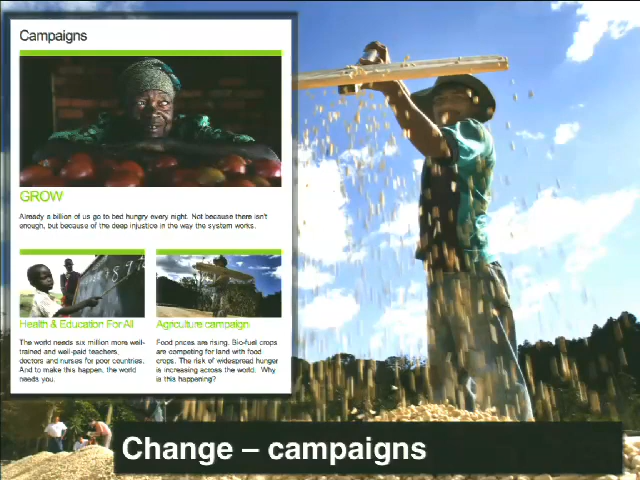 Campaigns
GROW
Already a billion of us go to bed hungry every night. Not because there isn't
enough, but because of the deep injustice in the way the system works.
Health & Education For All
The world needs six million more well-
trained and well-paid teachers,
doctors and nurses for poor countries.
And to make this happen, the world
needs you.
Agriculture campaign
Food prices are rising. Bio-fuel crops
are competing for land with food
crops. The risk of widespread hunger
is increasing across the world. Why
is this happening?
Change – campaigns